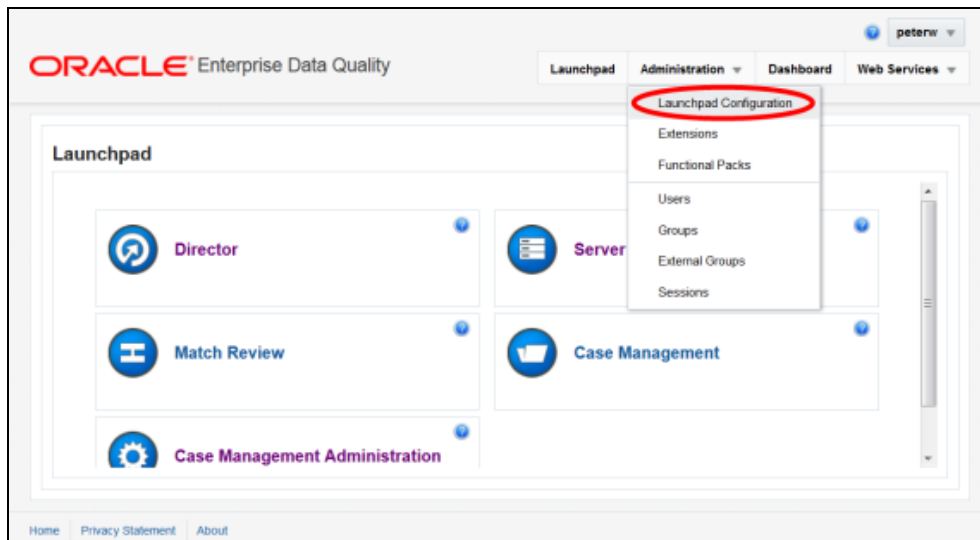 peterw
ORACLE Enterprise Data Quality
Launchpad Administration Dashboard Web Services
Launchpad Configuration
Extensions
Functional Packs
Users
Groups
External Groups
Sessions
Launchpad
Director
Server
Match Review
Case Management
Case Management Administration
Home Privacy Statement About